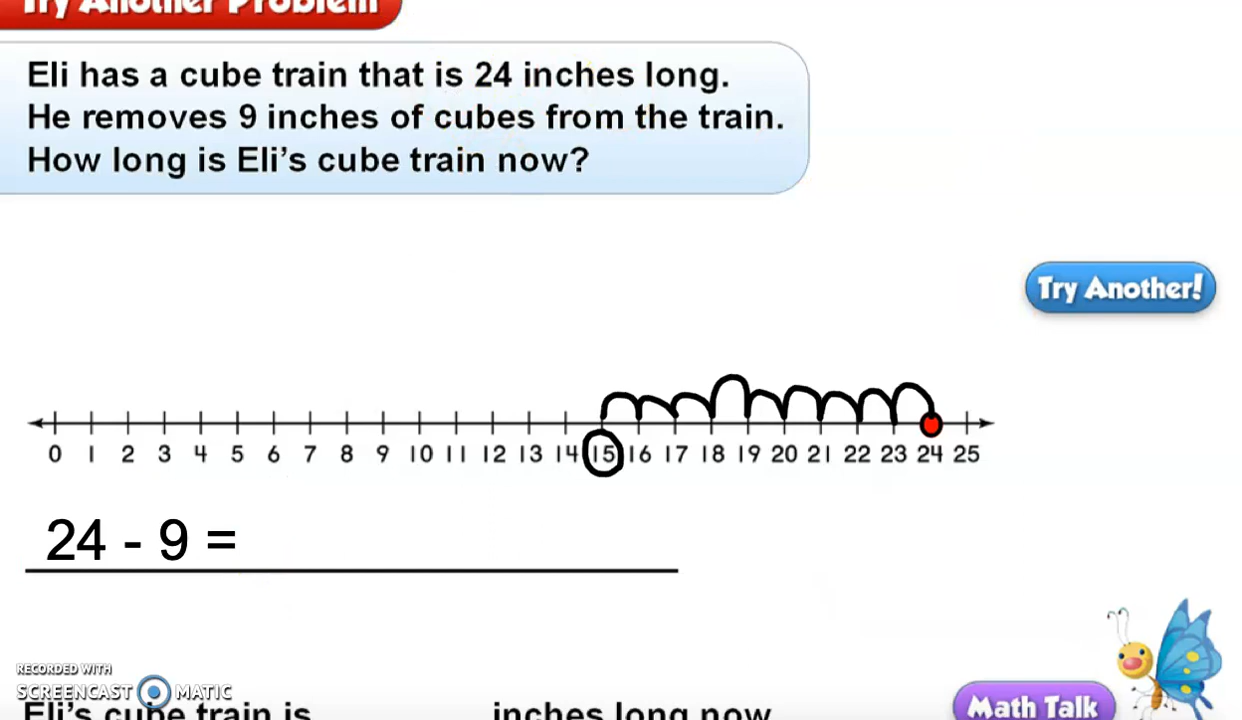 Try Another Problem
Eli has a cube train that is 24 inches long.
He removes 9 inches of cubes from the train.
How long is Eli's cube train now?
Try Another!
0 1 2 3 4 5 6 7 8 9 10 11 12 13 14 15 16 17 18 19 20 21 22 23 24 25
24 - 9 =
RECORDED WITH
SCREENCAST MATIC
Eli's cube train is inches long now
Math Talk